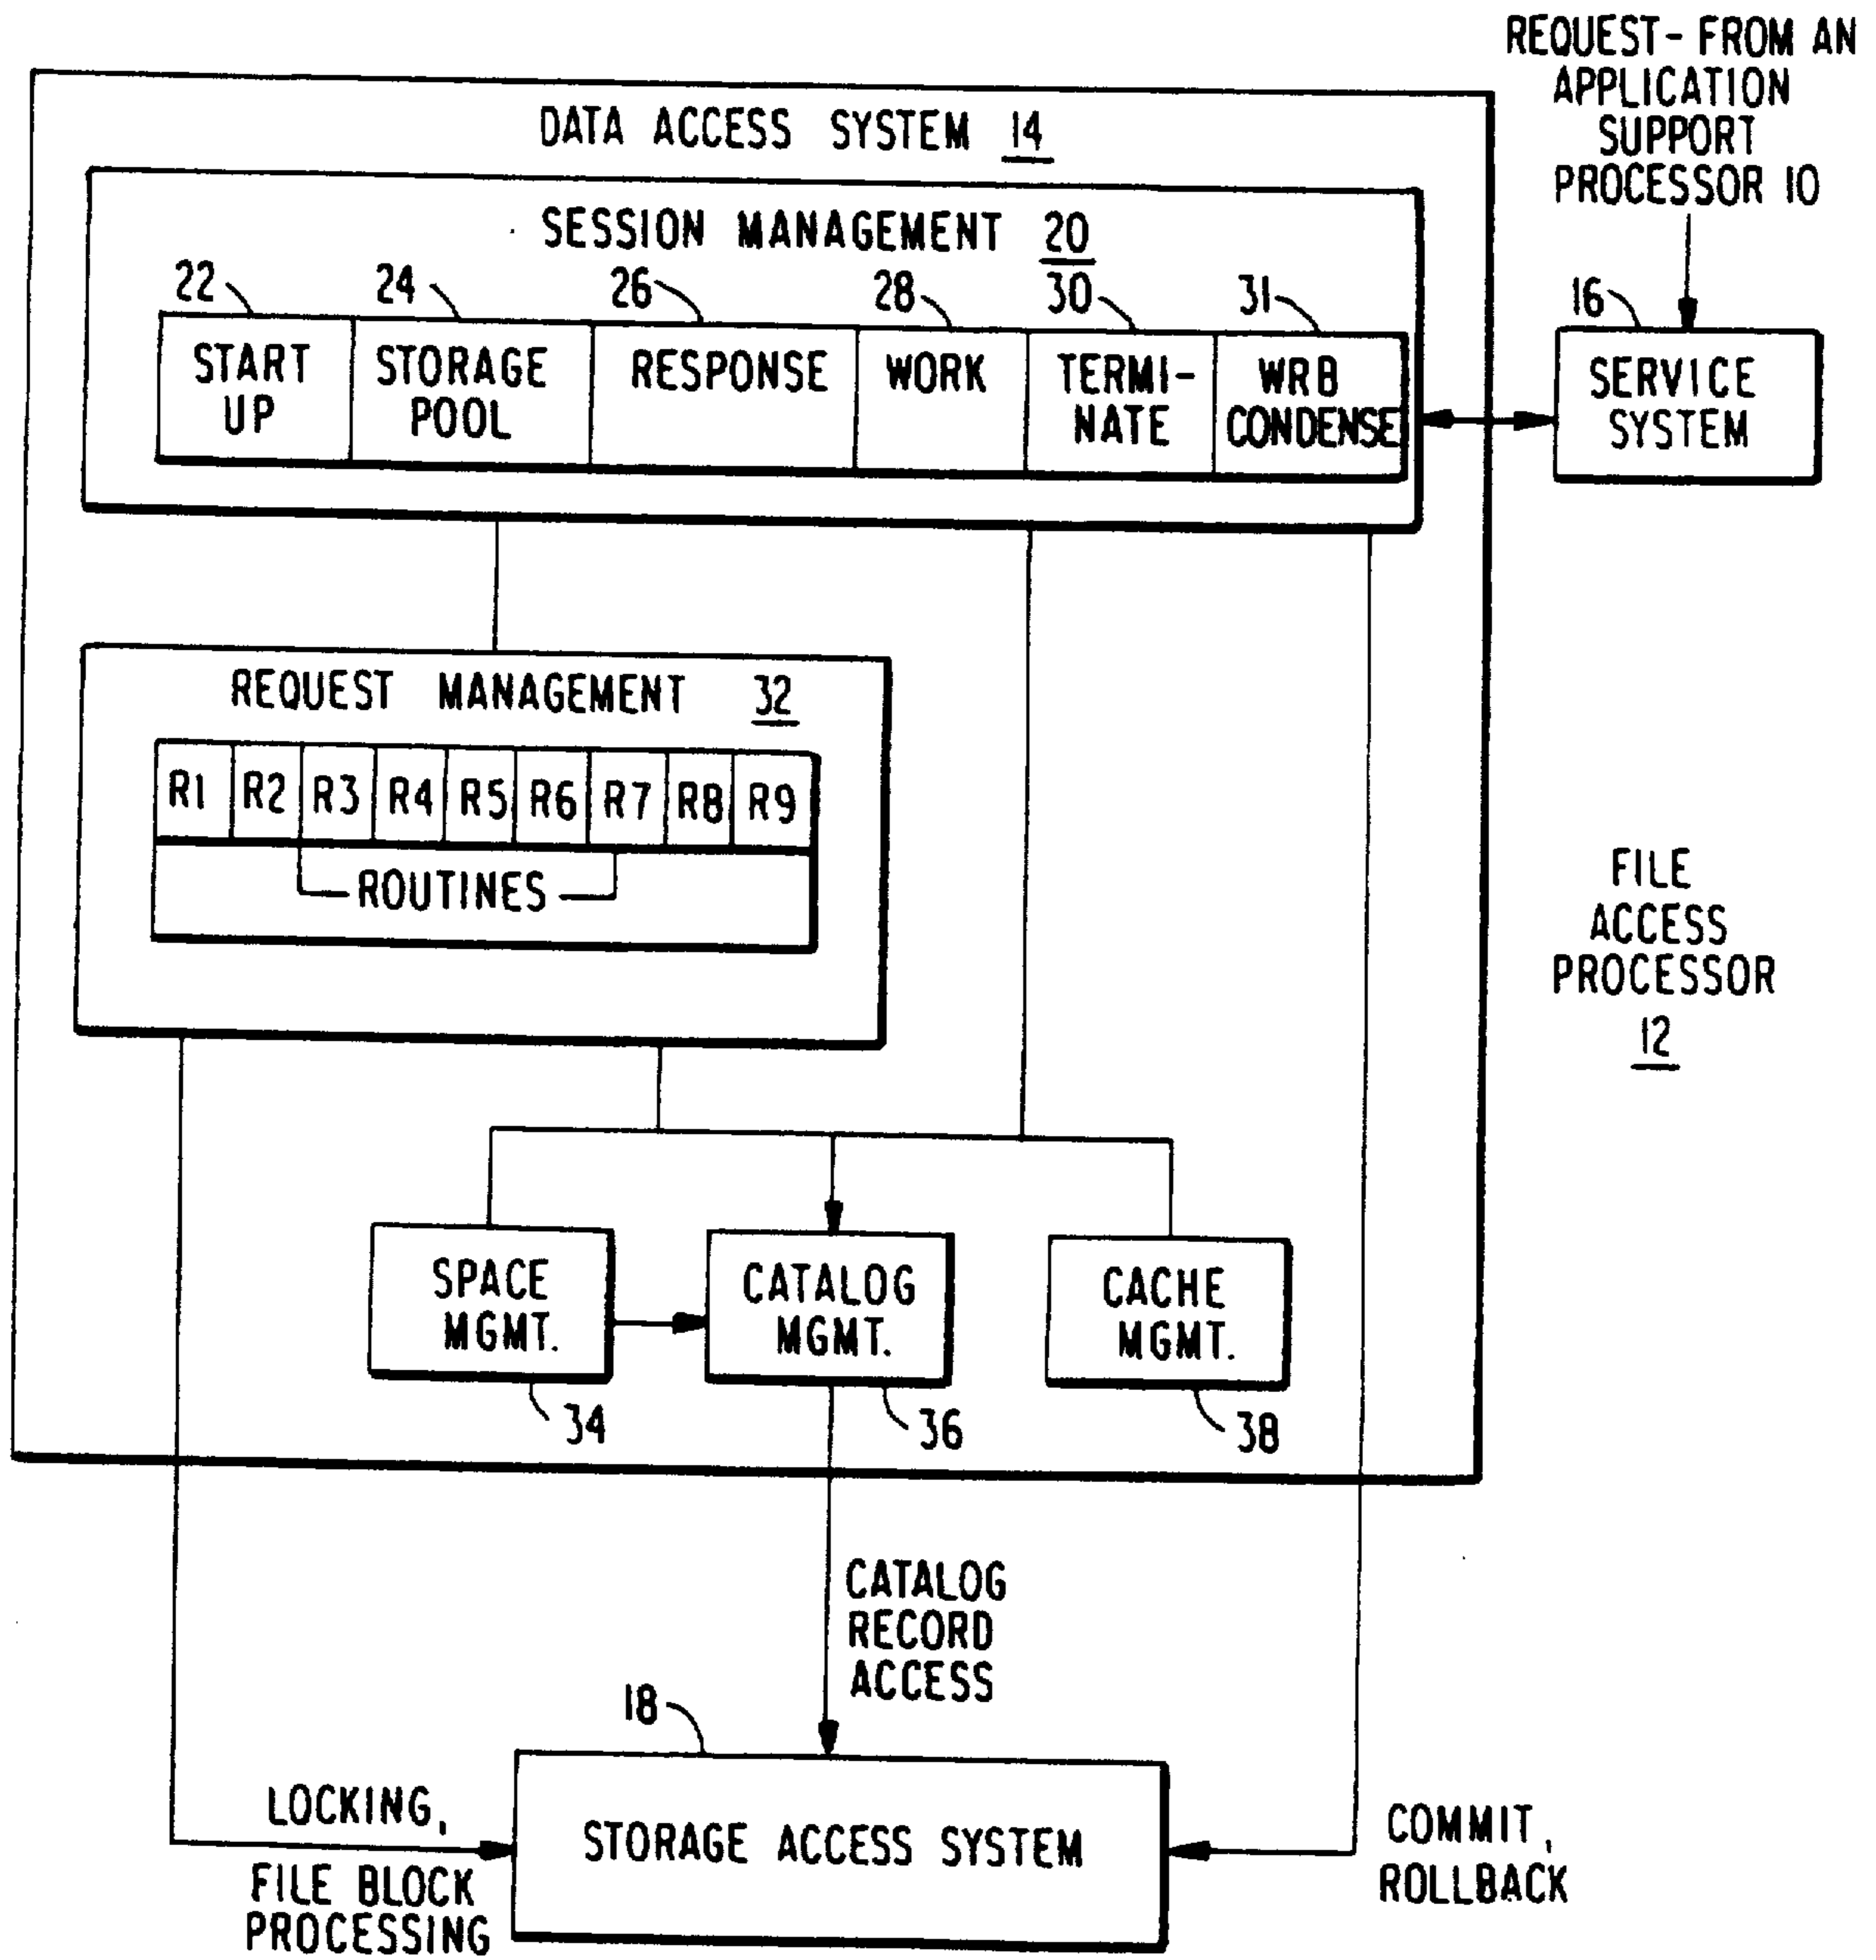 REQUEST- FROM AN
APPLICATION
SUPPORT
PROCESSOR 10
DATA ACCESS SYSTEM 14
SESSION MANAGEMENT 20
22
24
26
28
30
31
16
START
UP
STORAGE
POOL
RESPONSE
WORK
TERMI-
NATE
WRB
CONDENSE
SERVICE
SYSTEM
REQUEST MANAGEMENT 32
R1 R2 R3 R4 R5 R6 R7 R8 R9
ROUTINES
FILE
ACCESS
PROCESSOR
12
SPACE
MGMT.
CATALOG
MGMT.
CACHE
MGMT.
34
36
38
CATALOG
RECORD
ACCESS
18
LOCKING,
FILE BLOCK
PROCESSING
STORAGE ACCESS SYSTEM
COMMIT,
ROLLBACK